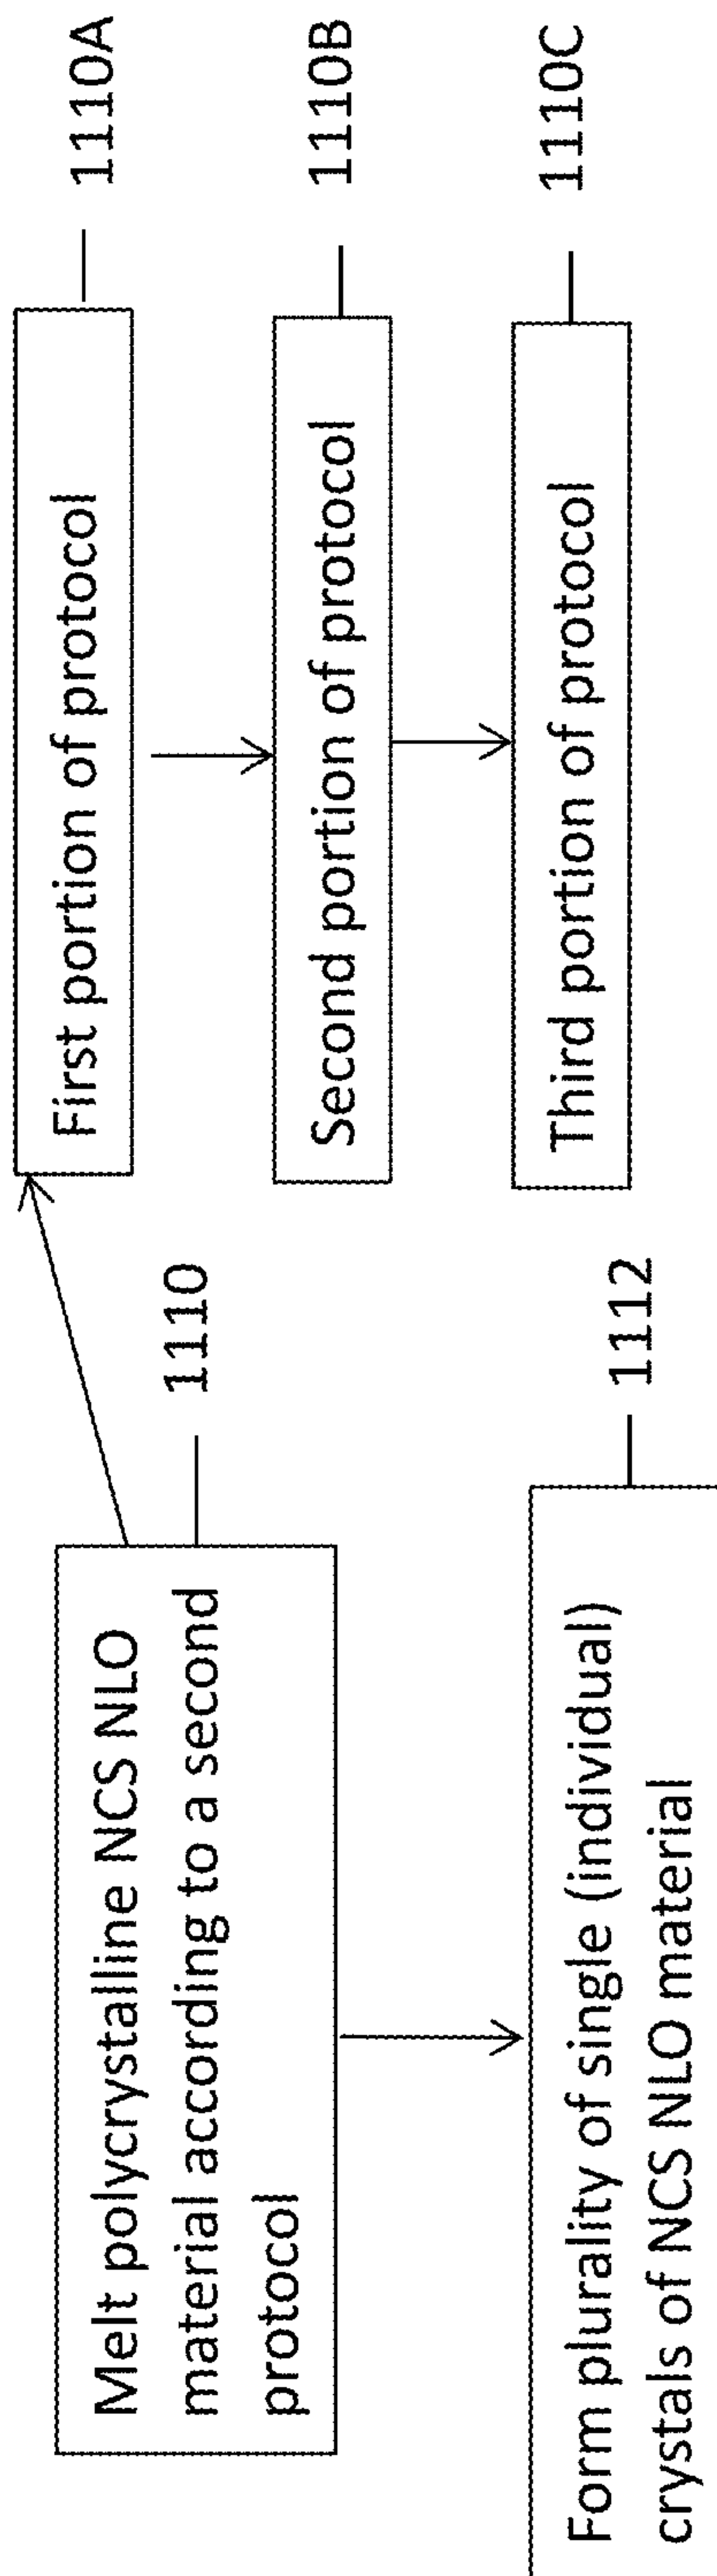 Melt polycrystalline NCS NLO
material according to a second
protocol
1110
First portion of protocol
1110A
Second portion of protocol
1110B
Third portion of protocol
1110C
Form plurality of single (individual)
crystals of NCS NLO material
1112